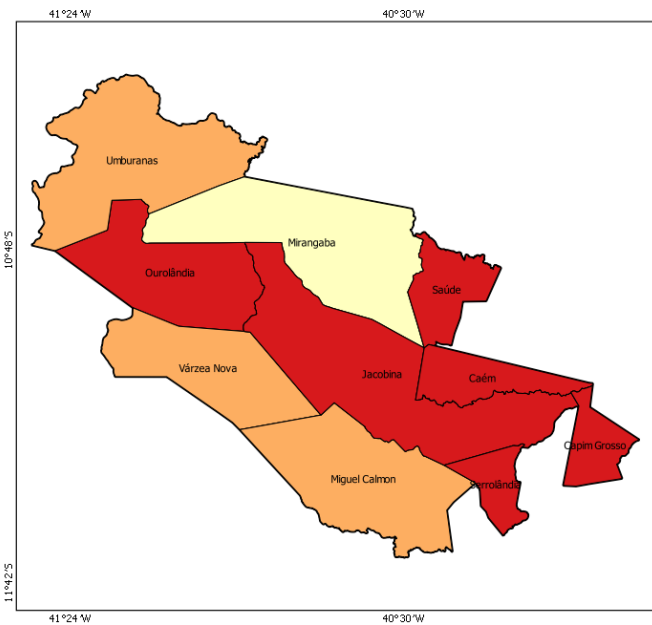 41°24´W 40°30´W
Umburanas
10°48´S
Mirangaba
Ourolândia
Saúde
Várzea Nova
Jacobina
Caém
Capim Grosso
Miguel Calmon
Serrolândia
11°42´S
41°24´W 40°30´W